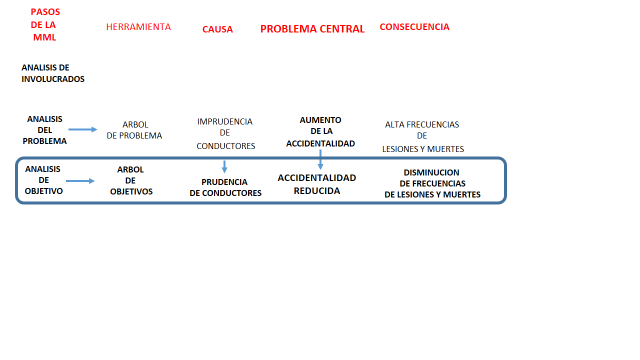 PASOS
DE LA
MML
HERRAMIENTA
CAUSA
PROBLEMA CENTRAL
CONSECUENCIA
ANALISIS DE
INVOLUCRADOS
ANALISIS
DEL
PROBLEMA
ARBOL
DE PROBLEMA
IMPRUDENCIA
DE
CONDUCTORES
AUMENTO
DE LA
ACCIDENTALIDAD
ALTA FRECUENCIAS
DE
LESIONES Y MUERTES
ANALISIS
DE
OBJETIVO
ARBOL
DE
OBJETIVOS
PRUDENCIA
DE CONDUCTORES
ACCIDENTALIDAD
REDUCIDA
DISMINUCION
DE FRECUENCIAS
DE LESIONES Y MUERTES